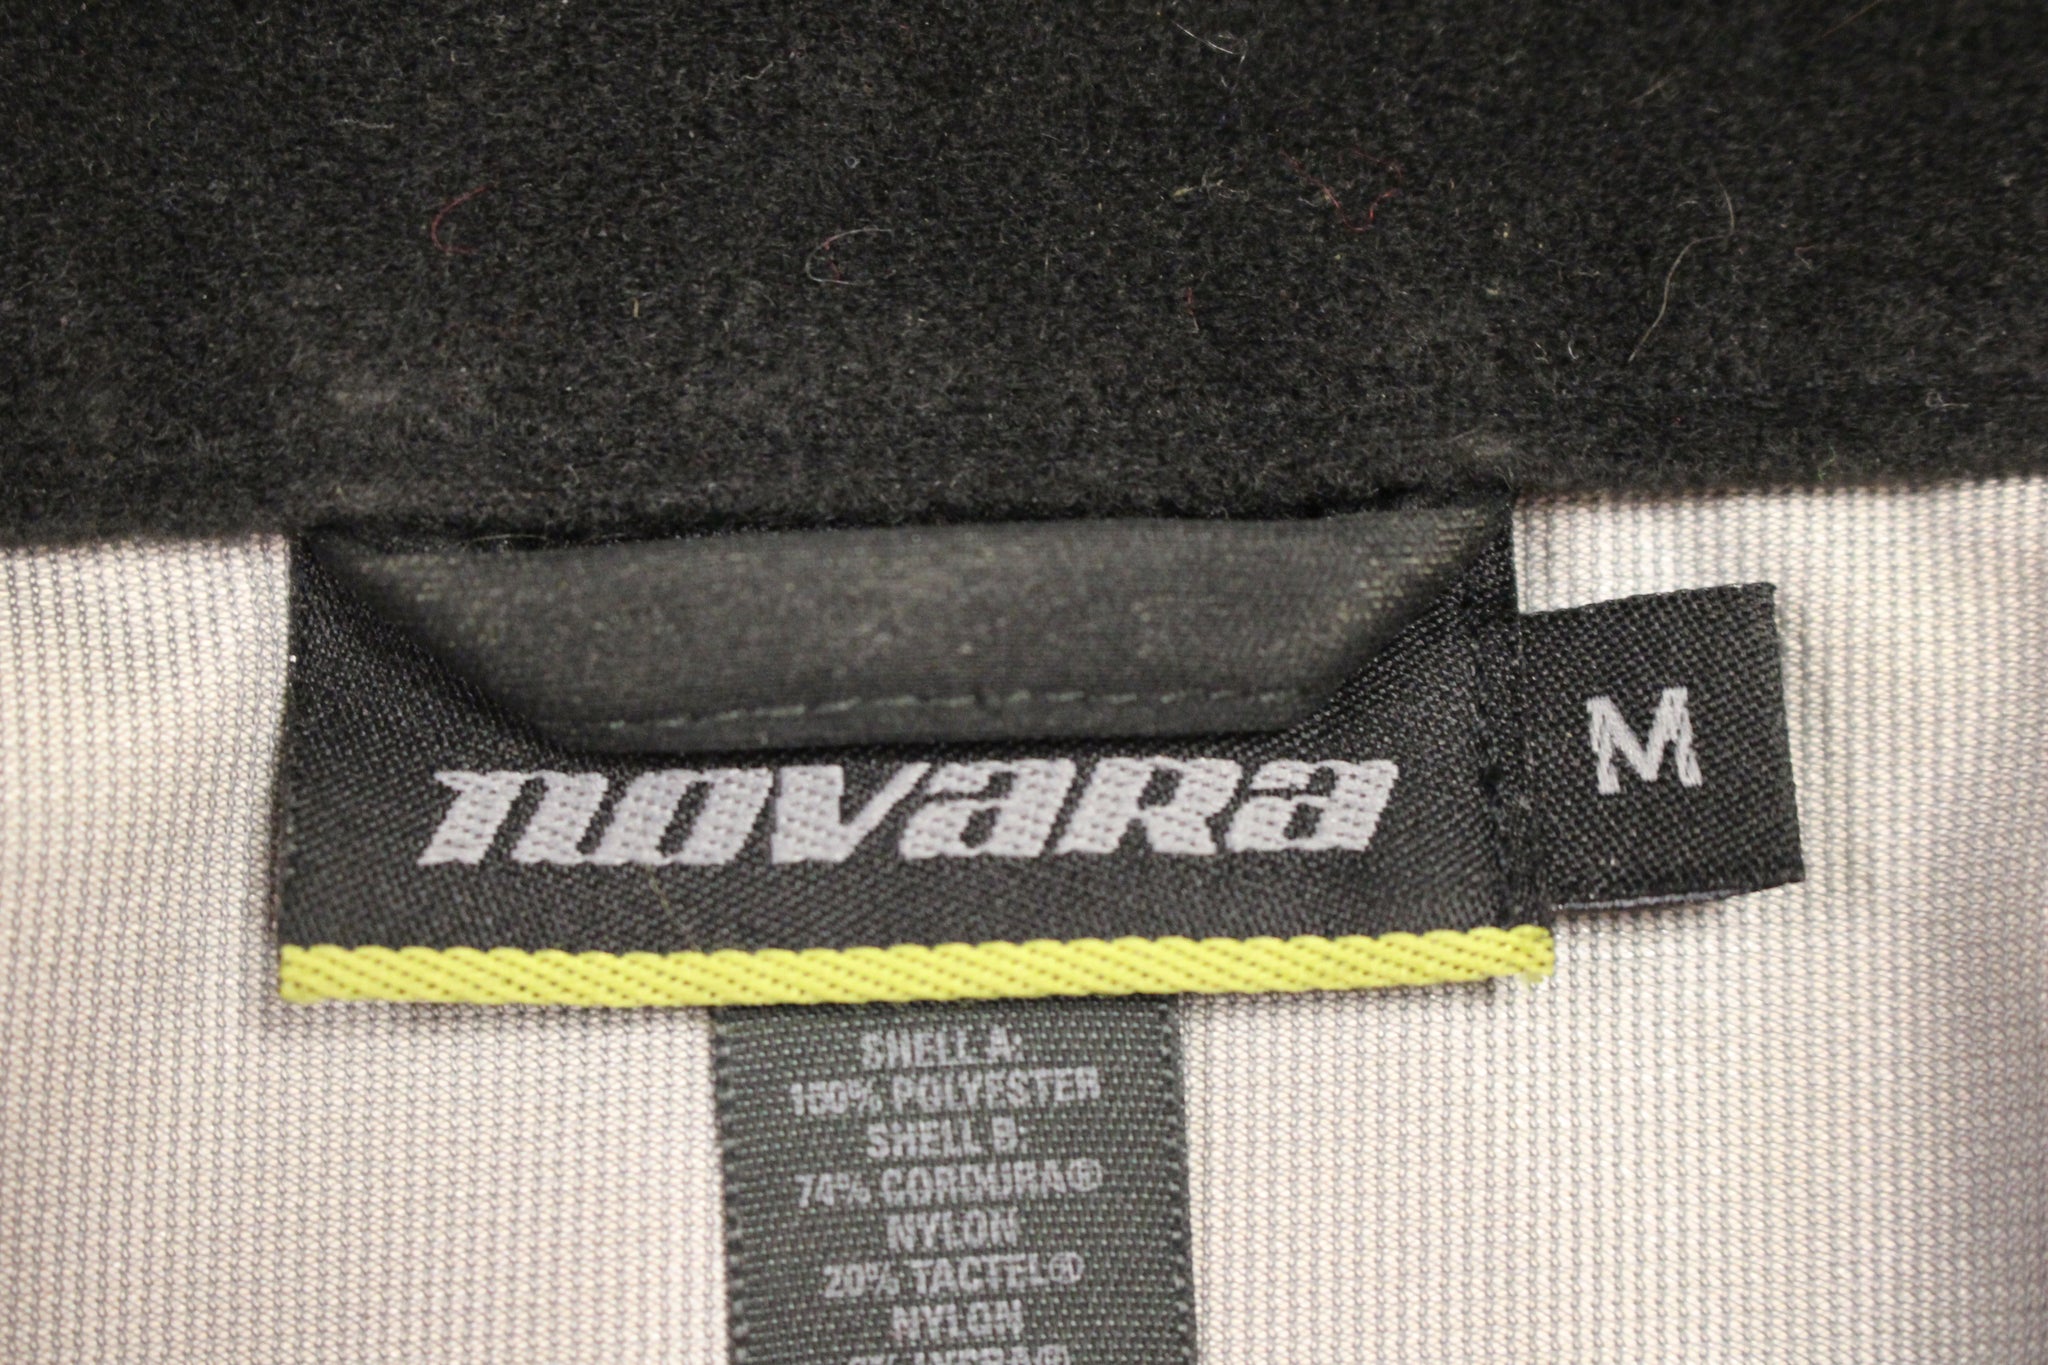 novara
M
SHELL A:
100% POLYESTER
SHELL B:
74% CORDURA®
NYLON
20% TACTEL®
NYLON